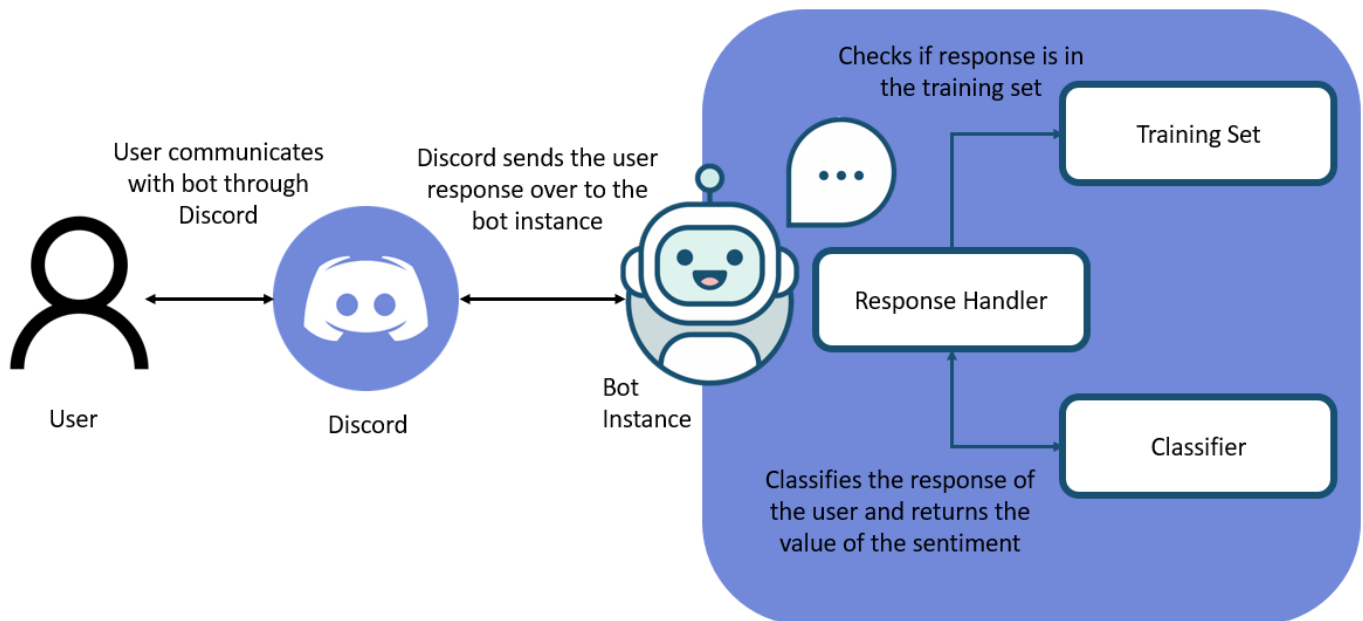 User communicates
with bot through
Discord
User
Discord
Discord sends the user
response over to the
bot instance
Bot
Instance
Checks if response is in
the training set
Training Set
Response Handler
Classifier
Classifies the response of
the user and returns the
value of the sentiment